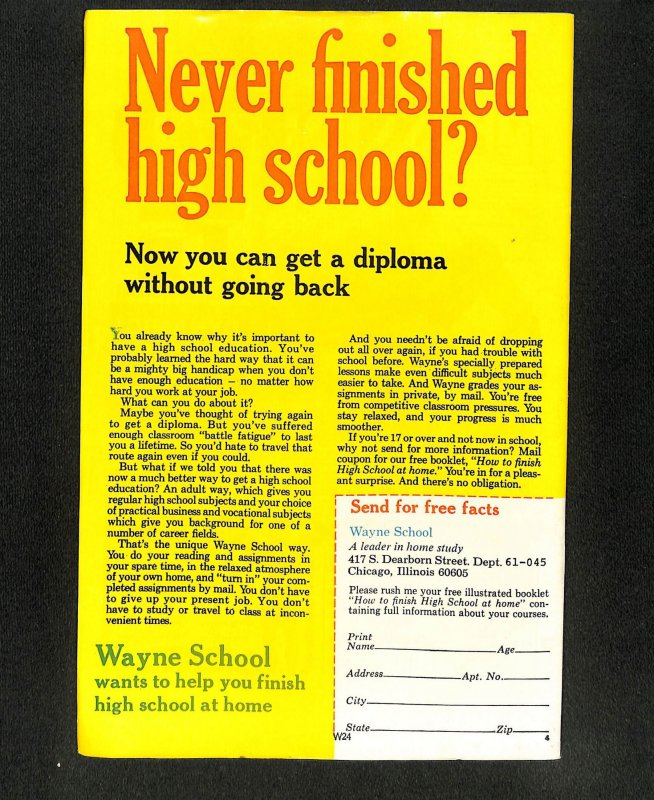 Never finished
high school?
Now you can get a diploma
without going back
You already know why it's important to
have a high school education. You've
probably learned the hard way that it can
be a mighty big handicap when you don't
have enough education – no matter how
hard you work at your job.
What can you do about it?
Maybe you've thought of trying again
to get a diploma. But you've suffered
enough classroom "battle fatigue" to last
you a lifetime. So you'd hate to travel that
route again even if you could.
But what if we told you that there was
now a much better way to get a high school
education? An adult way, which gives you
regular high school subjects and your choice
of practical business and vocational subjects
which give you background for one of a
number of career fields.
That's the unique Wayne School way.
You do your reading and assignments in
your spare time, in the relaxed atmosphere
of your own home, and "turn in" your com-
pleted assignments by mail. You don't have
to give up your present job. You don't
have to study or travel to class at incon-
venient times.
Wayne School
wants to help you finish
high school at home
And you needn't be afraid of dropping
out all over again, if you had trouble with
school before. Wayne's specially prepared
lessons make even difficult subjects much
easier to take. And Wayne grades your as-
signments in private, by mail. You're free
from competitive classroom pressures. You
stay relaxed, and your progress is much
smoother.
If you're 17 or over and not now in school,
why not send for more information? Mail
coupon for our free booklet, "How to finish
High School at home." You're in for a pleas-
ant surprise. And there's no obligation.
Send for free facts
Wayne School
A leader in home study
417 S. Dearborn Street. Dept. 61-045
Chicago, Illinois 60605
Please rush me your free illustrated booklet
"How to finish High School at home" con-
taining full information about your courses.
Print
Name Age
Address Apt. No.
City
State Zip
W24 4